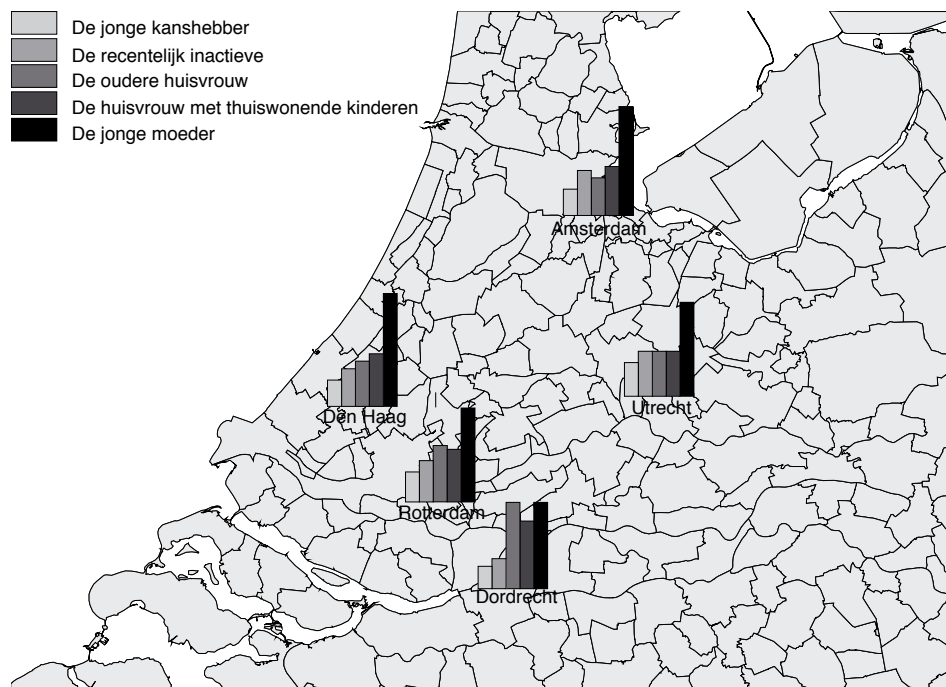 De jonge kanshebber
De recentelijk inactieve
De oudere huisvrouw
De huisvrouw met thuiswonende kinderen
De jonge moeder
Amsterdam
Utrecht
Den Haag
Rotterdam
Dordrecht